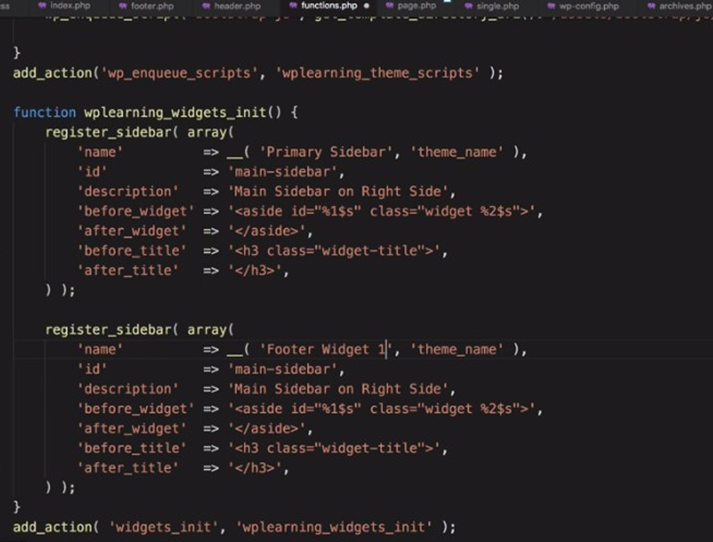 ss index.php footer.php header.php functions.php page.php single.php wp-config.php archives.php
}
add_action('wp_enqueue_scripts', 'wplearning_theme_scripts' );
function wplearning_widgets_init() {
register_sidebar( array(
'name' => __( 'Primary Sidebar', 'theme_name' ),
'id' => 'main-sidebar',
'description' => 'Main Sidebar on Right Side',
'before_widget' => '<aside id="%1$s" class="widget %2$s">',
'after_widget' => '</aside>',
'before_title' => '<h3 class="widget-title">',
'after_title' => '</h3>',
) );
register_sidebar( array(
'name' => __( 'Footer Widget 1', 'theme_name' ),
'id' => 'main-sidebar',
'description' => 'Main Sidebar on Right Side',
'before_widget' => '<aside id="%1$s" class="widget %2$s">',
'after_widget' => '</aside>',
'before_title' => '<h3 class="widget-title">',
'after_title' => '</h3>',
) );
}
add_action( 'widgets_init', 'wplearning_widgets_init' );